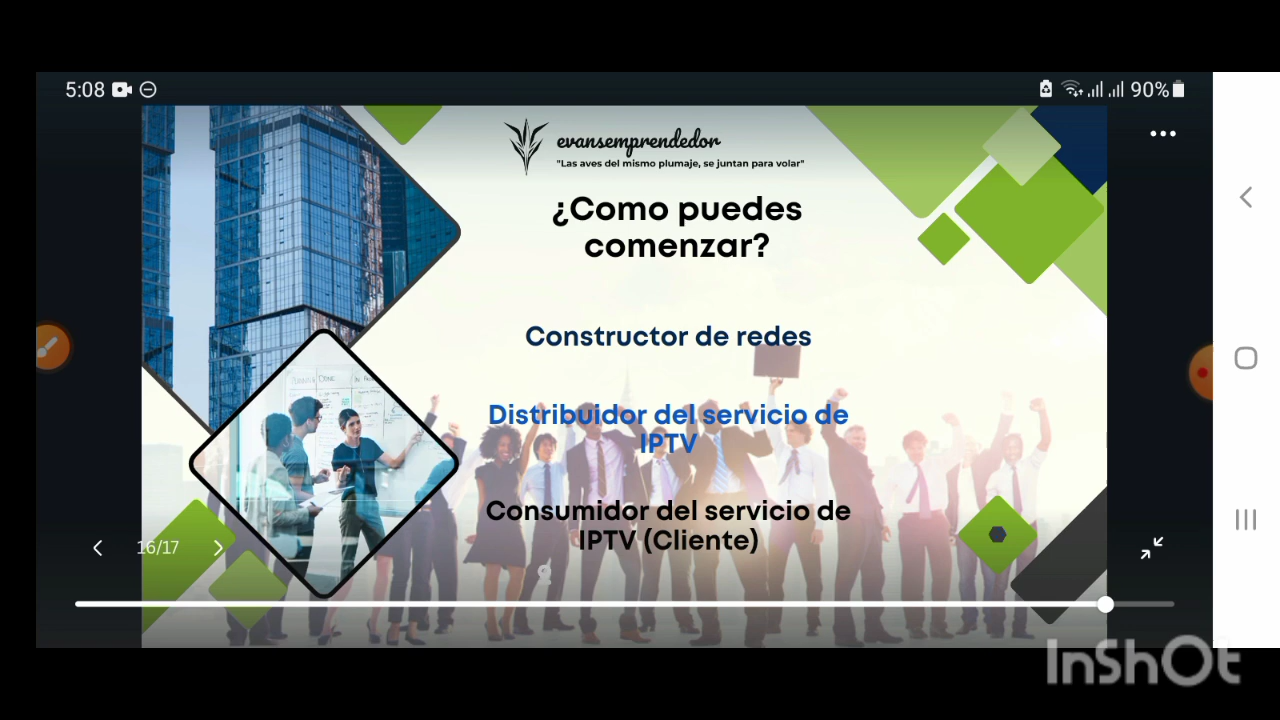 5:08
90%
evansemprendedor
"Las aves del mismo plumaje, se juntan para volar"
¿Como puedes
comenzar?
Constructor de redes
Distribuidor del servicio de
IPTV
Consumidor del servicio de
IPTV (Cliente)
16/17
InShOt